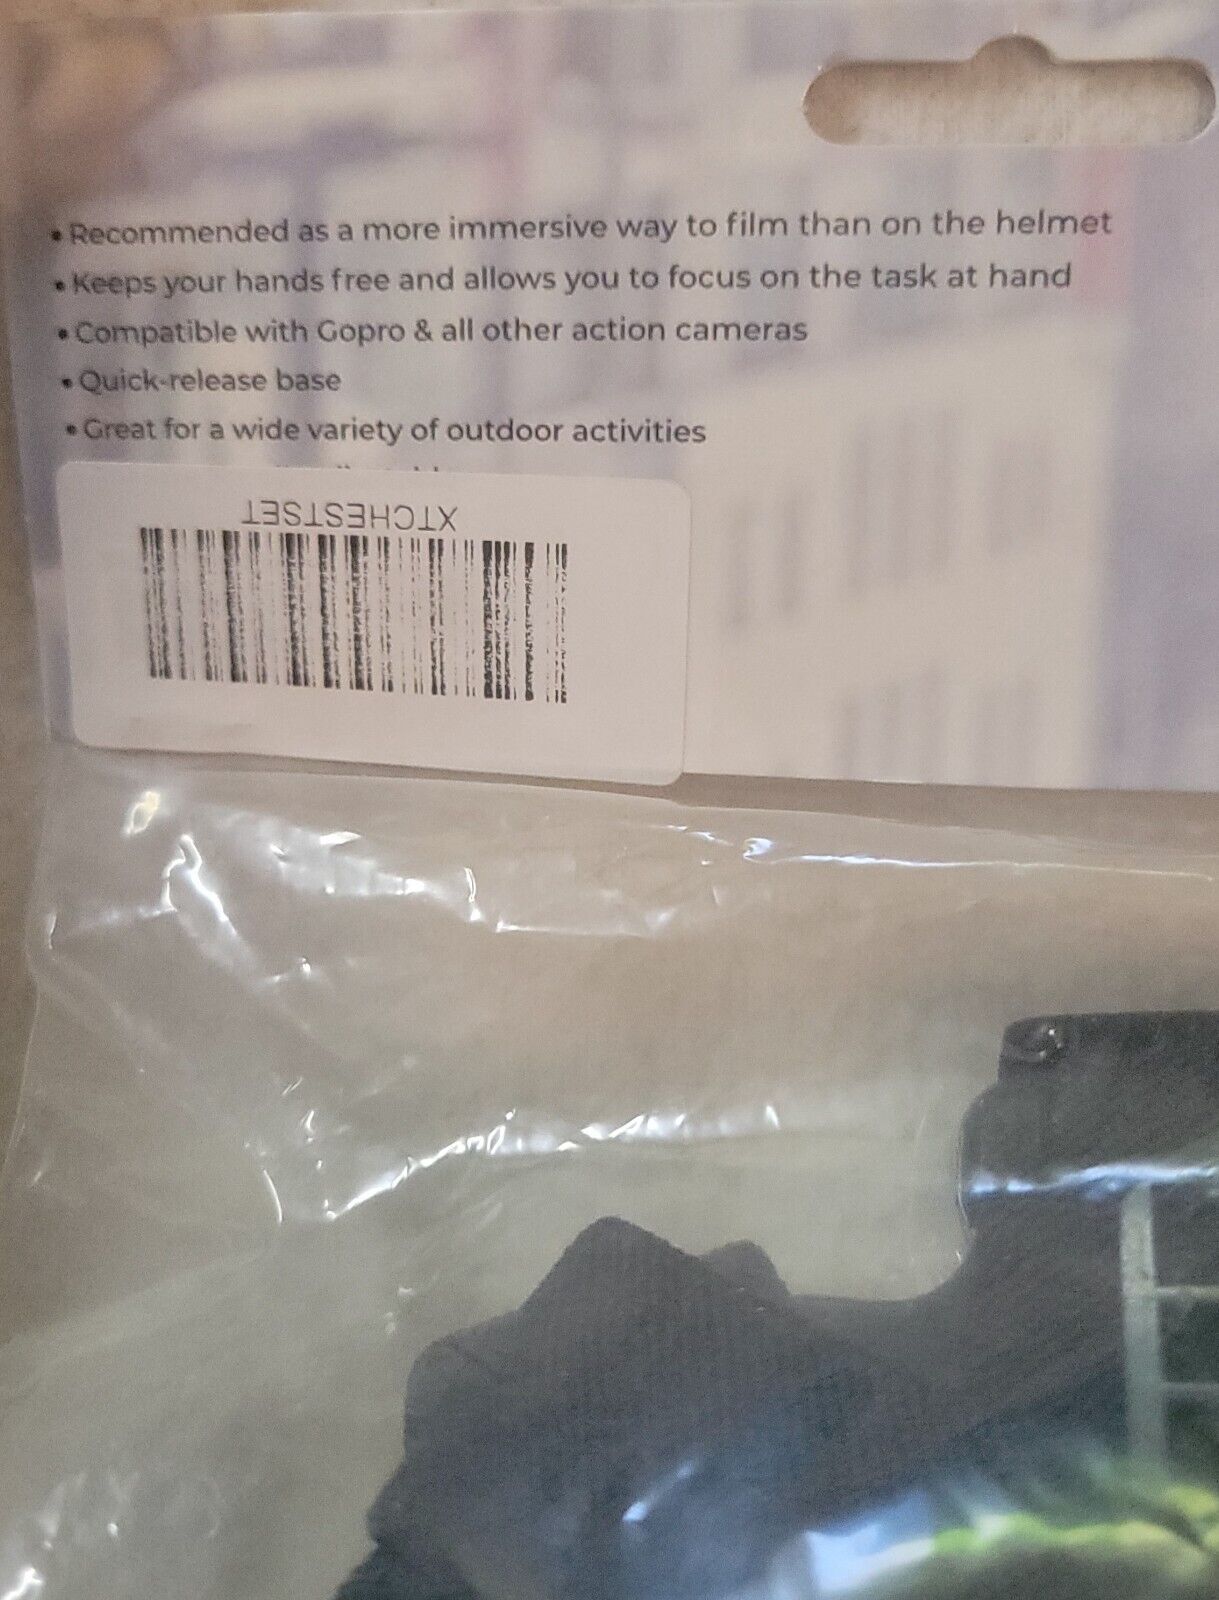 • Recommended as a more immersive way to film than on the helmet
• Keeps your hands free and allows you to focus on the task at hand
• Compatible with Gopro & all other action cameras
• Quick-release base
• Great for a wide variety of outdoor activities
XTCHESTSET